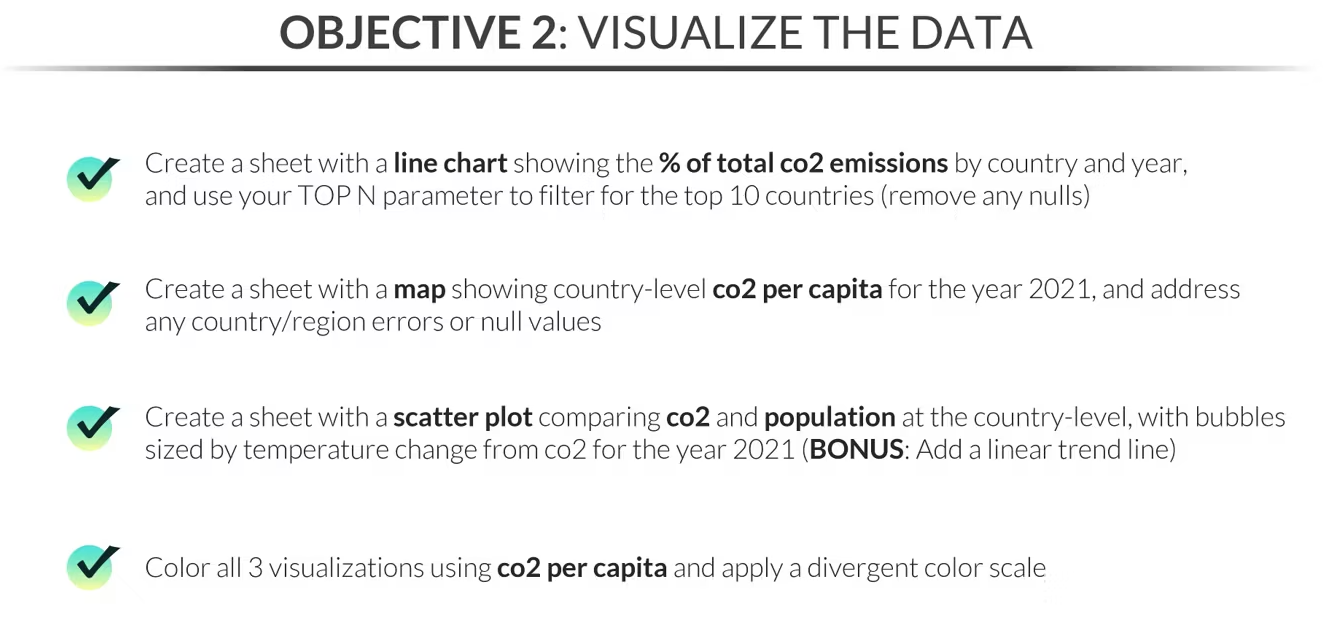 OBJECTIVE 2: VISUALIZE THE DATA
Create a sheet with a line chart showing the % of total co2 emissions by country and year,
and use your TOP N parameter to filter for the top 10 countries (remove any nulls)
Create a sheet with a map showing country-level co2 per capita for the year 2021, and address
any country/region errors or null values
Create a sheet with a scatter plot comparing co2 and population at the country-level, with bubbles
sized by temperature change from co2 for the year 2021 (BONUS: Add a linear trend line)
Color all 3 visualizations using co2 per capita and apply a divergent color scale